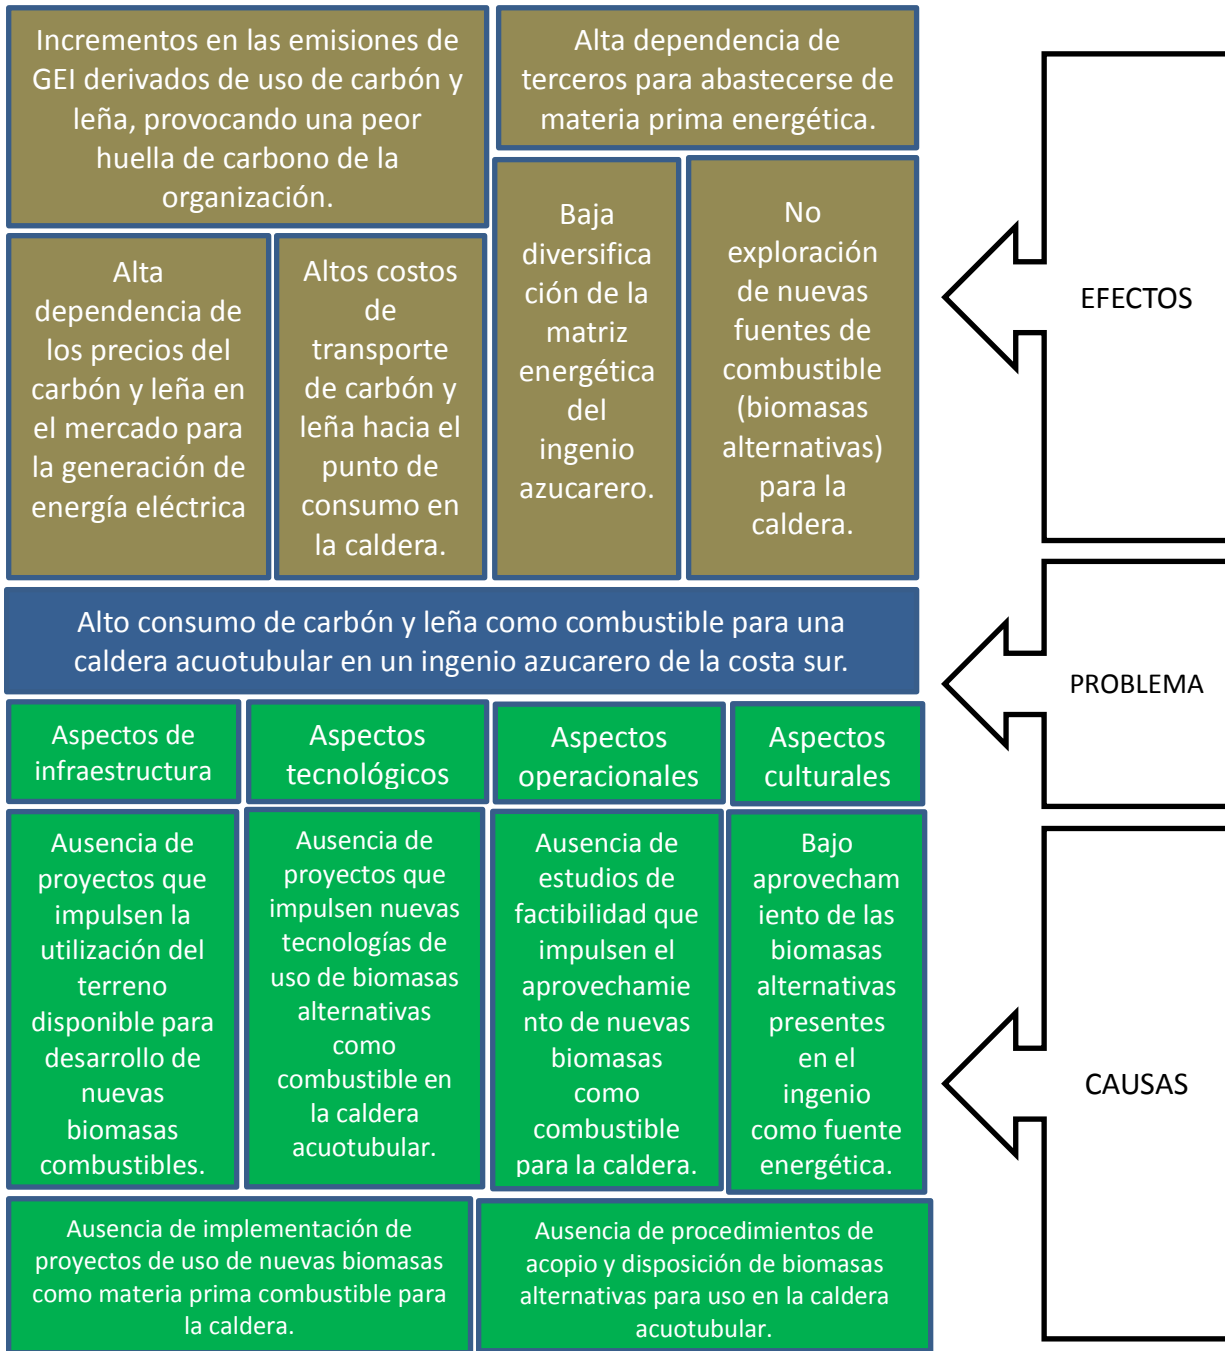 Incrementos en las emisiones de
GEI derivados de uso de carbón y
leña, provocando una peor
huella de carbono de la
organización.
Alta dependencia de
terceros para abastecerse de
materia prima energética.
Alta
dependencia de
los precios del
carbón y leña en
el mercado para
la generación de
energía eléctrica
Altos costos
de
transporte
de carbón y
leña hacia el
punto de
consumo en
la caldera.
Baja
diversifica
ción de la
matriz
energética
del
ingenio
azucarero.
No
exploración
de nuevas
fuentes de
combustible
(biomasas
alternativas)
para la
caldera.
EFECTOS
Alto consumo de carbón y leña como combustible para una
caldera acuotubular en un ingenio azucarero de la costa sur.
PROBLEMA
Aspectos de
infraestructura
Aspectos
tecnológicos
Aspectos
operacionales
Aspectos
culturales
Ausencia de
proyectos que
impulsen la
utilización del
terreno
disponible para
desarrollo de
nuevas
biomasas
combustibles.
Ausencia de
proyectos que
impulsen nuevas
tecnologías de
uso de biomasas
alternativas
como
combustible en
la caldera
acuotubular.
Ausencia de
estudios de
factibilidad que
impulsen el
aprovechamie
nto de nuevas
biomasas
como
combustible
para la caldera.
Bajo
aprovecham
iento de las
biomasas
alternativas
presentes
en el
ingenio
como fuente
energética.
CAUSAS
Ausencia de implementación de
proyectos de uso de nuevas biomasas
como materia prima combustible para
la caldera.
Ausencia de procedimientos de
acopio y disposición de biomasas
alternativas para uso en la caldera
acuotubular.